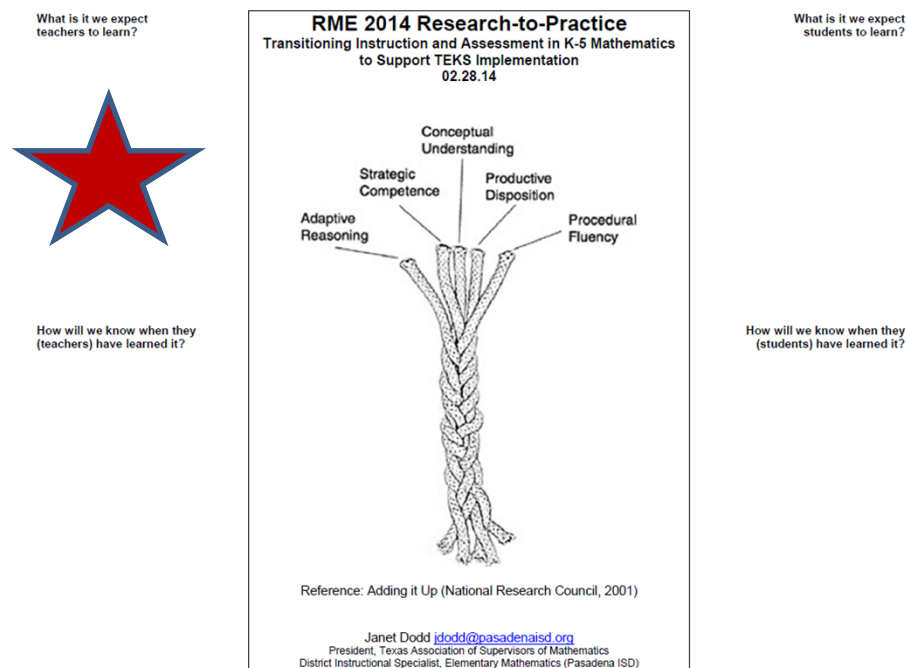 What is it we expect
teachers to learn?
How will we know when they
(teachers) have learned it?
RME 2014 Research-to-Practice
Transitioning Instruction and Assessment in K-5 Mathematics
to Support TEKS Implementation
02.28.14
Conceptual
Understanding
Strategic
Competence
Productive
Disposition
Adaptive
Reasoning
Procedural
Fluency
Reference: Adding it Up (National Research Council, 2001)
Janet Dodd jdodd@pasadenaisd.org
President, Texas Association of Supervisors of Mathematics
District Instructional Specialist, Elementary Mathematics (Pasadena ISD)
What is it we expect
students to learn?
How will we know when they
(students) have learned it?